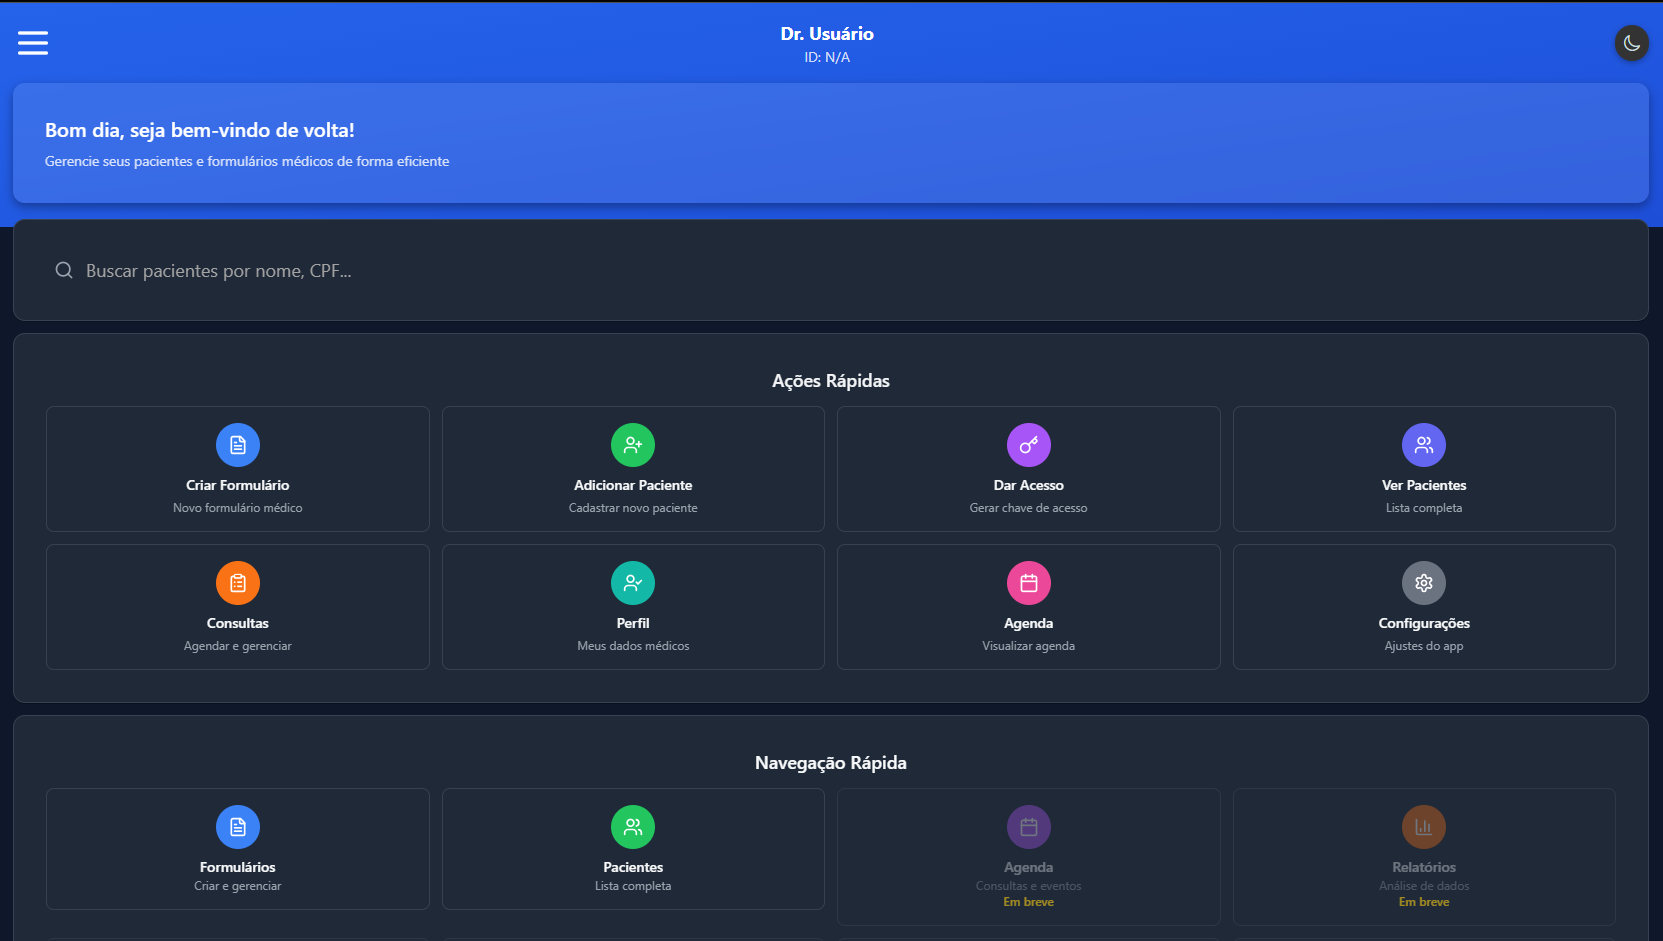 Dr. Usuário
ID: N/A
Bom dia, seja bem-vindo de volta!
Gerencie seus pacientes e formulários médicos de forma eficiente
Buscar pacientes por nome, CPF...
Ações Rápidas
Criar Formulário
Novo formulário médico
Adicionar Paciente
Cadastrar novo paciente
Dar Acesso
Gerar chave de acesso
Ver Pacientes
Lista completa
Consultas
Agendar e gerenciar
Perfil
Meus dados médicos
Agenda
Visualizar agenda
Configurações
Ajustes do app
Navegação Rápida
Formulários
Criar e gerenciar
Pacientes
Lista completa
Agenda
Consultas e eventos
Em breve
Relatórios
Análise de dados
Em breve